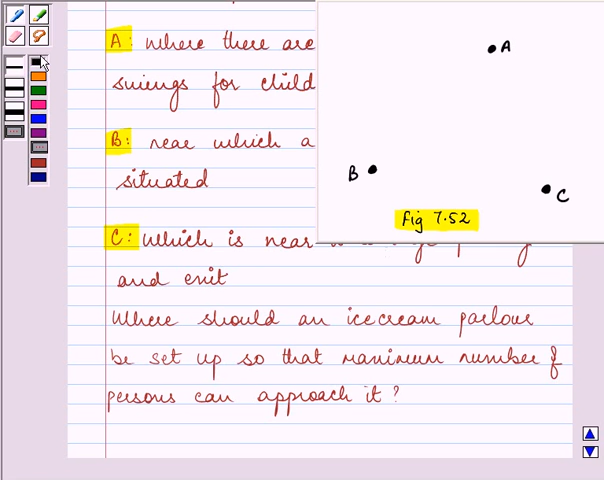 A: Where there are
swings for child
B: near which a
situated
C: Which is near
and exit
Where should an icecream parlour
be set up so that maximum number of
persons can approach it?
A
B
C
Fig 7.52